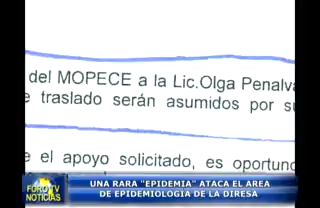 del MOPECE a la Lic.Olga Penalva
e traslado serán asumidos por su
e el apoyo solicitado, es oportuno
FORO TV
NOTICIAS
UNA RARA "EPIDEMIA" ATACA EL AREA
DE EPIDEMIOLOGIA DE LA DIRESA